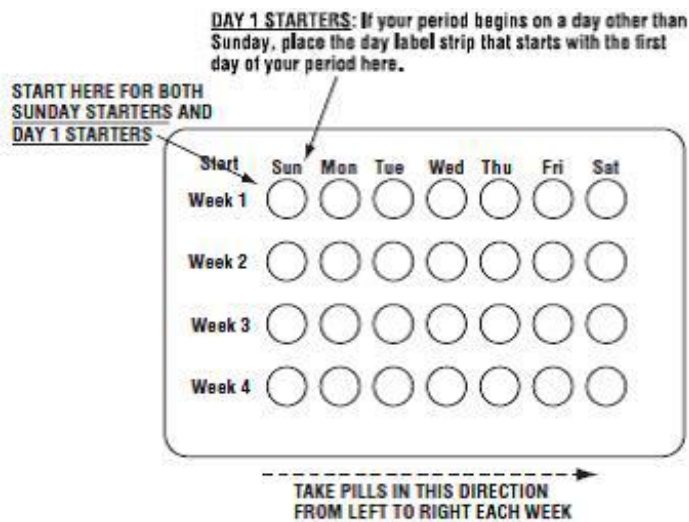 DAY 1 STARTERS: If your period begins on a day other than
Sunday, place the day label strip that starts with the first
day of your period here.
START HERE FOR BOTH
SUNDAY STARTERS AND
DAY 1 STARTERS
Start Sun Mon Tue Wed Thu Fri Sat
Week 1
Week 2
Week 3
Week 4
TAKE PILLS IN THIS DIRECTION
FROM LEFT TO RIGHT EACH WEEK